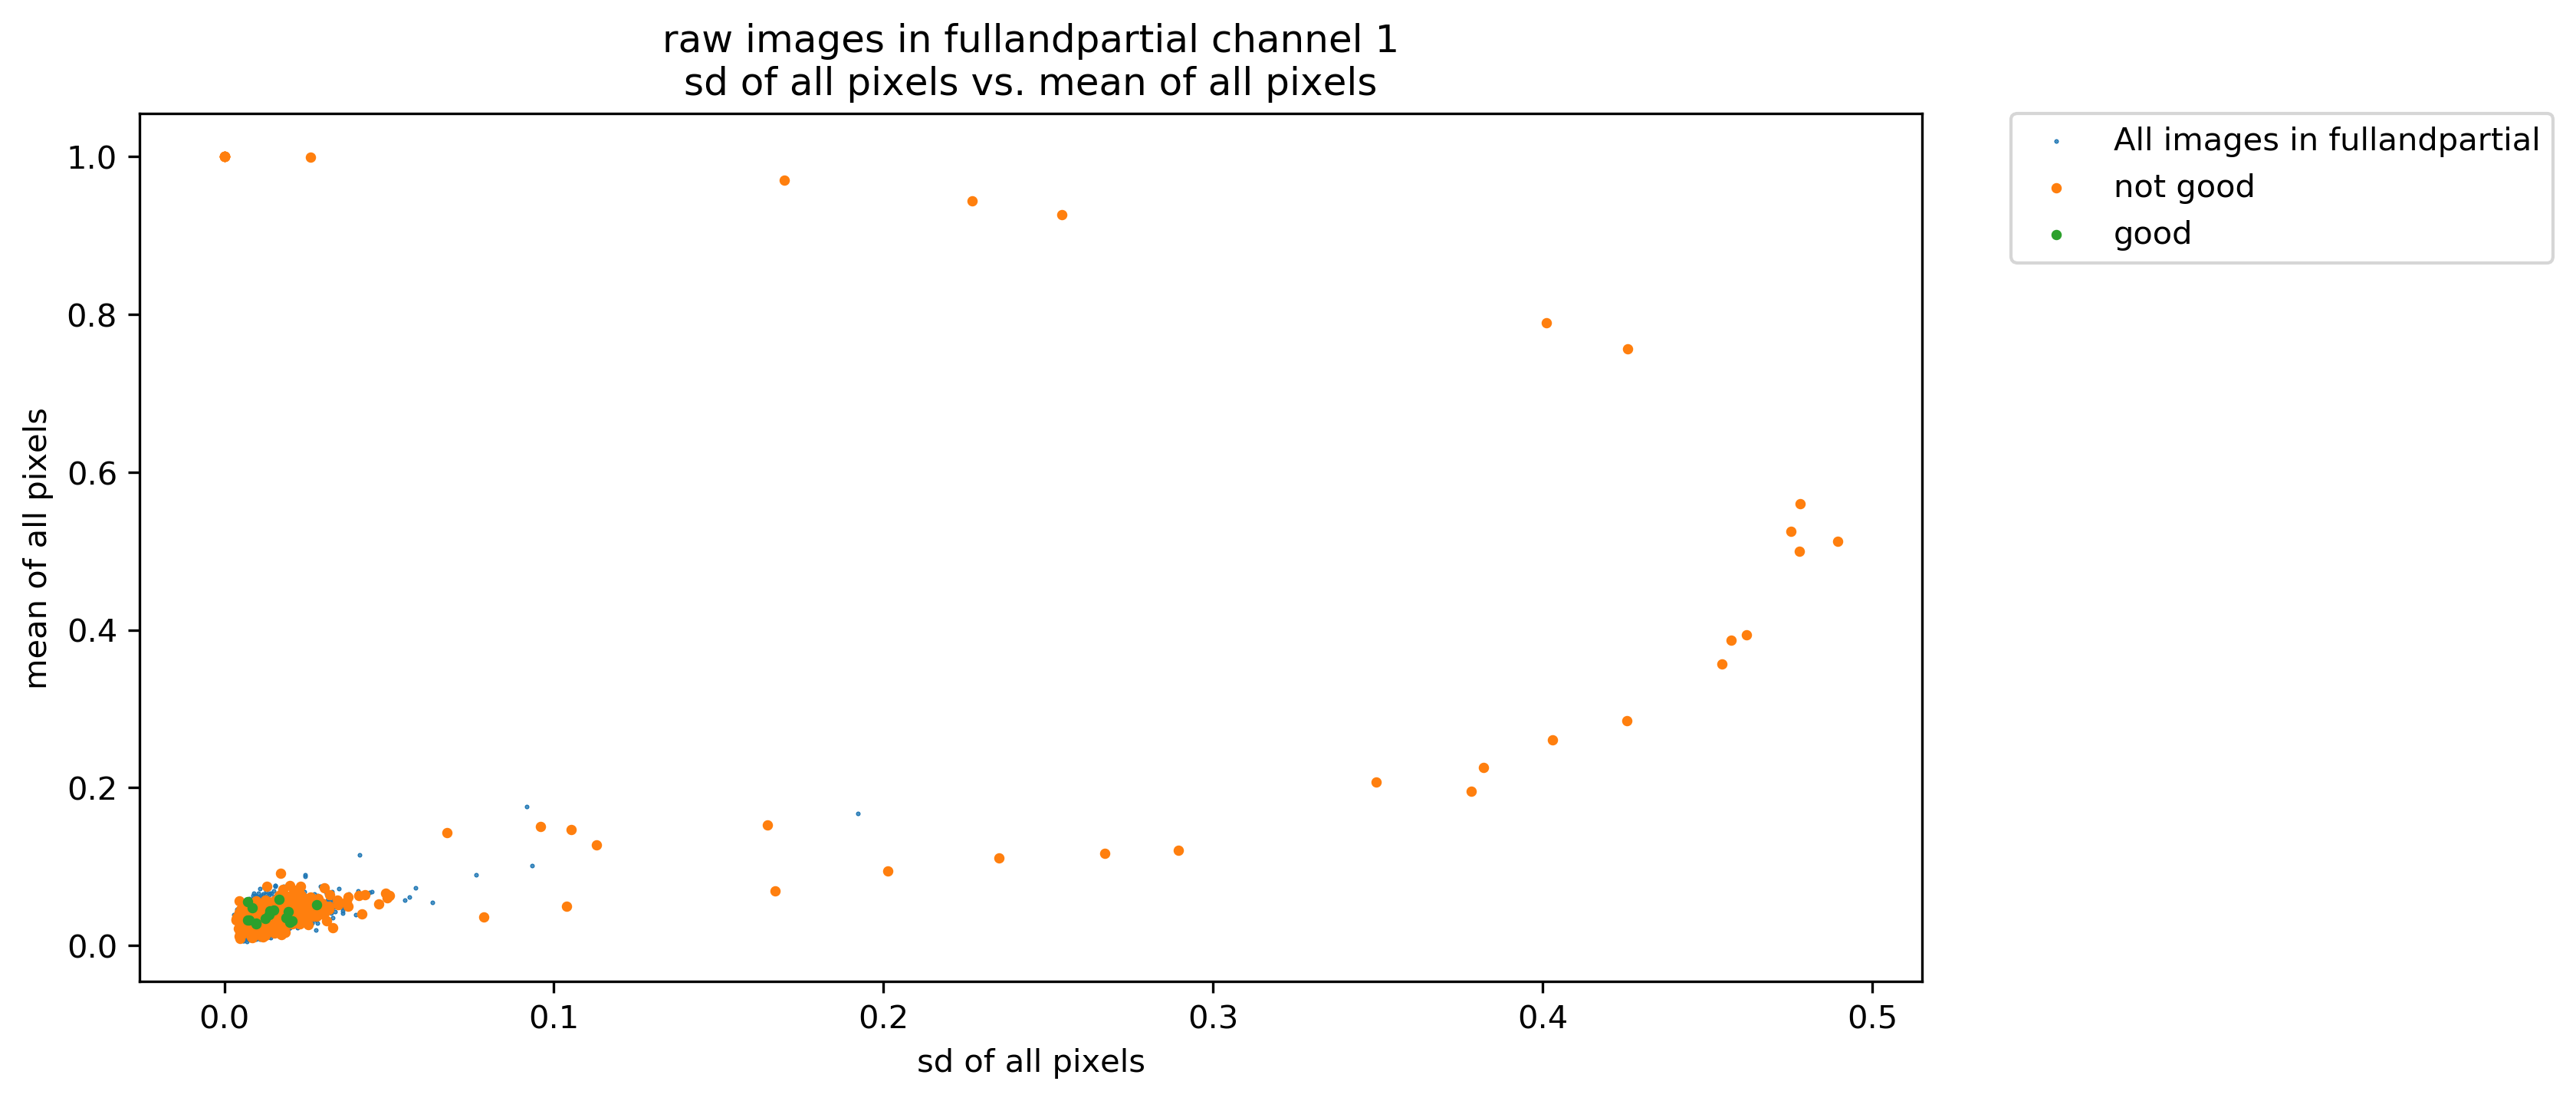 raw images in fullandpartial channel 1
sd of all pixels vs. mean of all pixels
All images in fullandpartial
not good
good
mean of all pixels
1.0
0.8
0.6
0.4
0.2
0.0
0.0 0.1 0.2 0.3 0.4 0.5
sd of all pixels